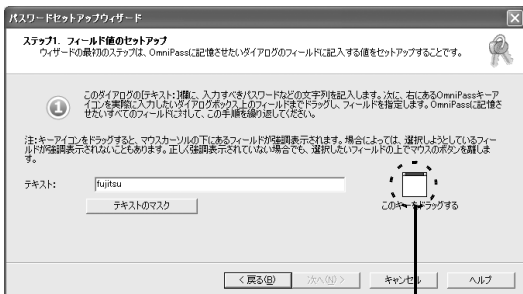 パスワードセットアップウィザード
ステップ1. フィールド値のセットアップ
ウィザードの最初のステップは、OmniPassに記憶させたいダイアログのフィールドに記入する値をセットアップすることです。
1
このダイアログの[テキスト:]欄に、入力すべきパスワードなどの文字列を記入します。次に、右にあるOmniPassキーア
イコンを実際に入力したいダイアログボックス上のフィールドまでドラッグし、フィールドを指定します。OmniPassに記憶さ
せたいすべてのフィールドに対して、この手順を繰り返してください。
注:キーアイコンをドラッグすると、マウスカーソルの下にあるフィールドが強調表示されます。場合によっては、選択しようとしているフィー
ルドが強調表示されないこともあります。正しく強調表示されていない場合でも、選択したいフィールドの上でマウスのボタンを離しま
す。
テキスト:
fujitsu
テキストのマスク
このキーをドラッグする
< 戻る(B)
次へ(N) >
キャンセル
ヘルプ